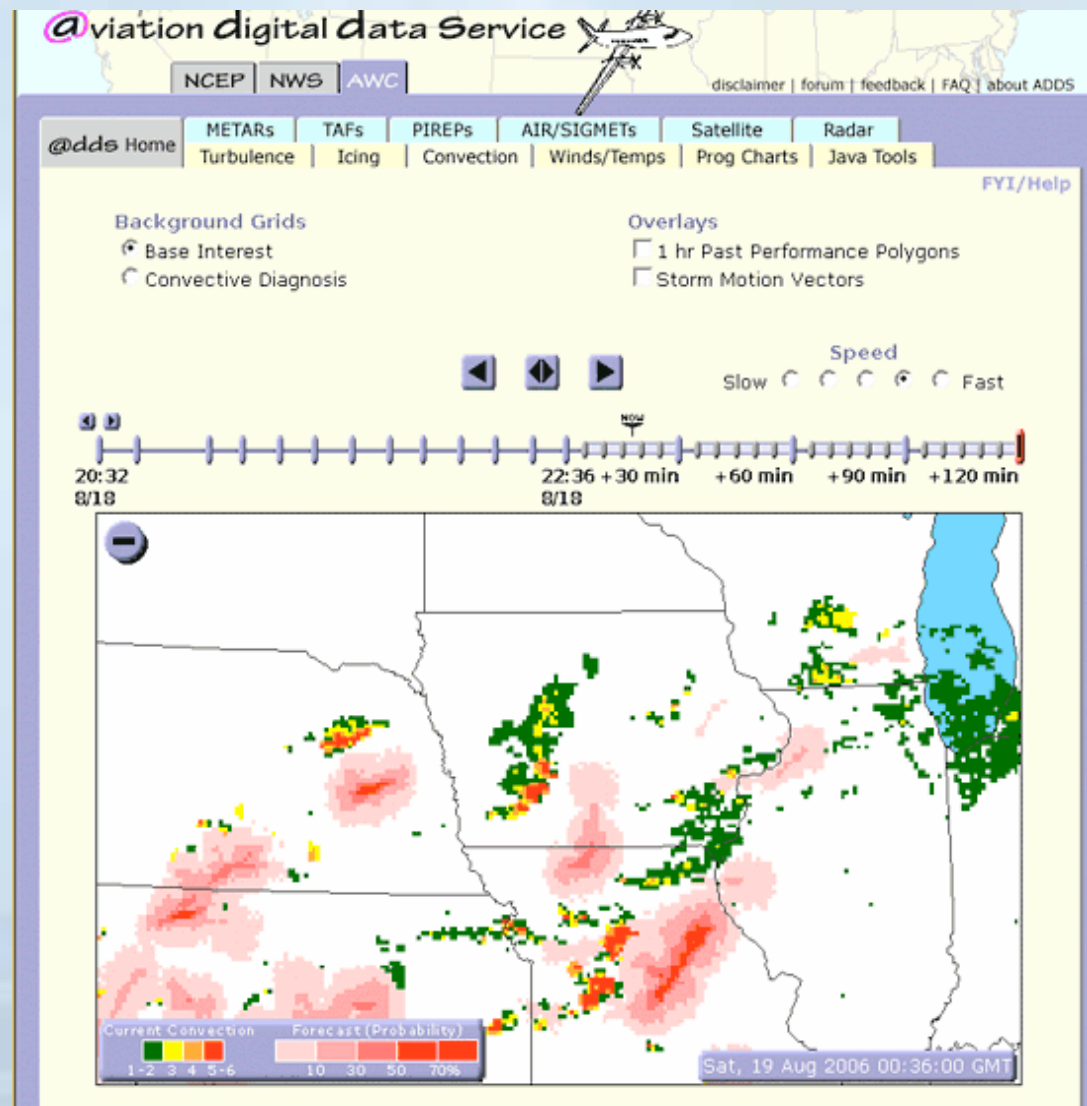 @viation digital data Service
NCEP NWS AWC
disclaimer | forum | feedback | FAQ | about ADDS
@dds Home
METARs TAFs PIREPs AIR/SIGMETs Satellite Radar
Turbulence Icing Convection Winds/Temps Prog Charts Java Tools
FYI/Help
Background Grids
Base Interest
Convective Diagnosis
Overlays
1 hr Past Performance Polygons
Storm Motion Vectors
Speed
Slow Fast
NOW
20:32 22:36 +30 min +60 min +90 min +120 min
8/18 8/18
Current Convection Forecast(Probability)
1-2 3 4 5-6 10 30 50 70%
Sat, 19 Aug 2006 00:36:00 GMT